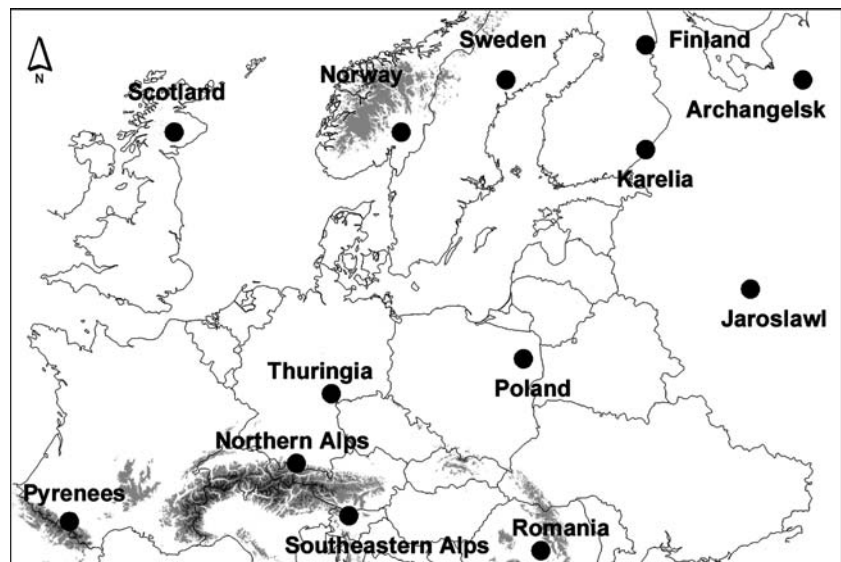 Sweden
Finland
Norway
Scotland
Archangelsk
N
Karelia
Jaroslawl
Thuringia
Poland
Northern Alps
Pyrenees
Romania
Southeastern Alps